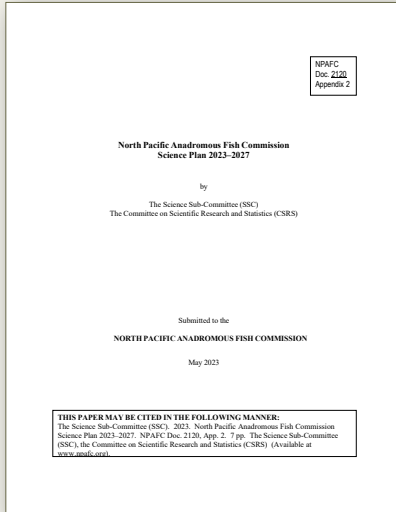 NPAFC
Doc. 2120
Appendix 2
North Pacific Anadromous Fish Commission
Science Plan 2023–2027
by
The Science Sub-Committee (SSC)
The Committee on Scientific Research and Statistics (CSRS)
Submitted to the
NORTH PACIFIC ANADROMOUS FISH COMMISSION
May 2023
THIS PAPER MAY BE CITED IN THE FOLLOWING MANNER:
The Science Sub-Committee (SSC). 2023. North Pacific Anadromous Fish Commission
Science Plan 2023–2027. NPAFC Doc. 2120, App. 2. 7 pp. The Science Sub-Committee
(SSC), the Committee on Scientific Research and Statistics (CSRS) (Available at
www.npafc.org).